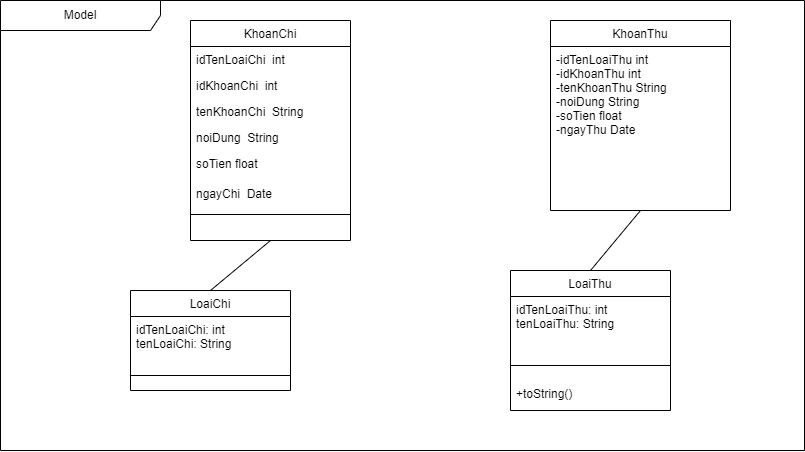 Model
KhoanChi
idTenLoaiChi  int
idKhoanChi  int
tenKhoanChi  String
noiDung  String
soTien float
ngayChi  Date
KhoanThu
-idTenLoaiThu int
-idKhoanThu int
-tenKhoanThu String
-noiDung String
-soTien float
-ngayThu Date
LoaiChi
idTenLoaiChi: int
tenLoaiChi: String
LoaiThu
idTenLoaiThu: int
tenLoaiThu: String
+toString()